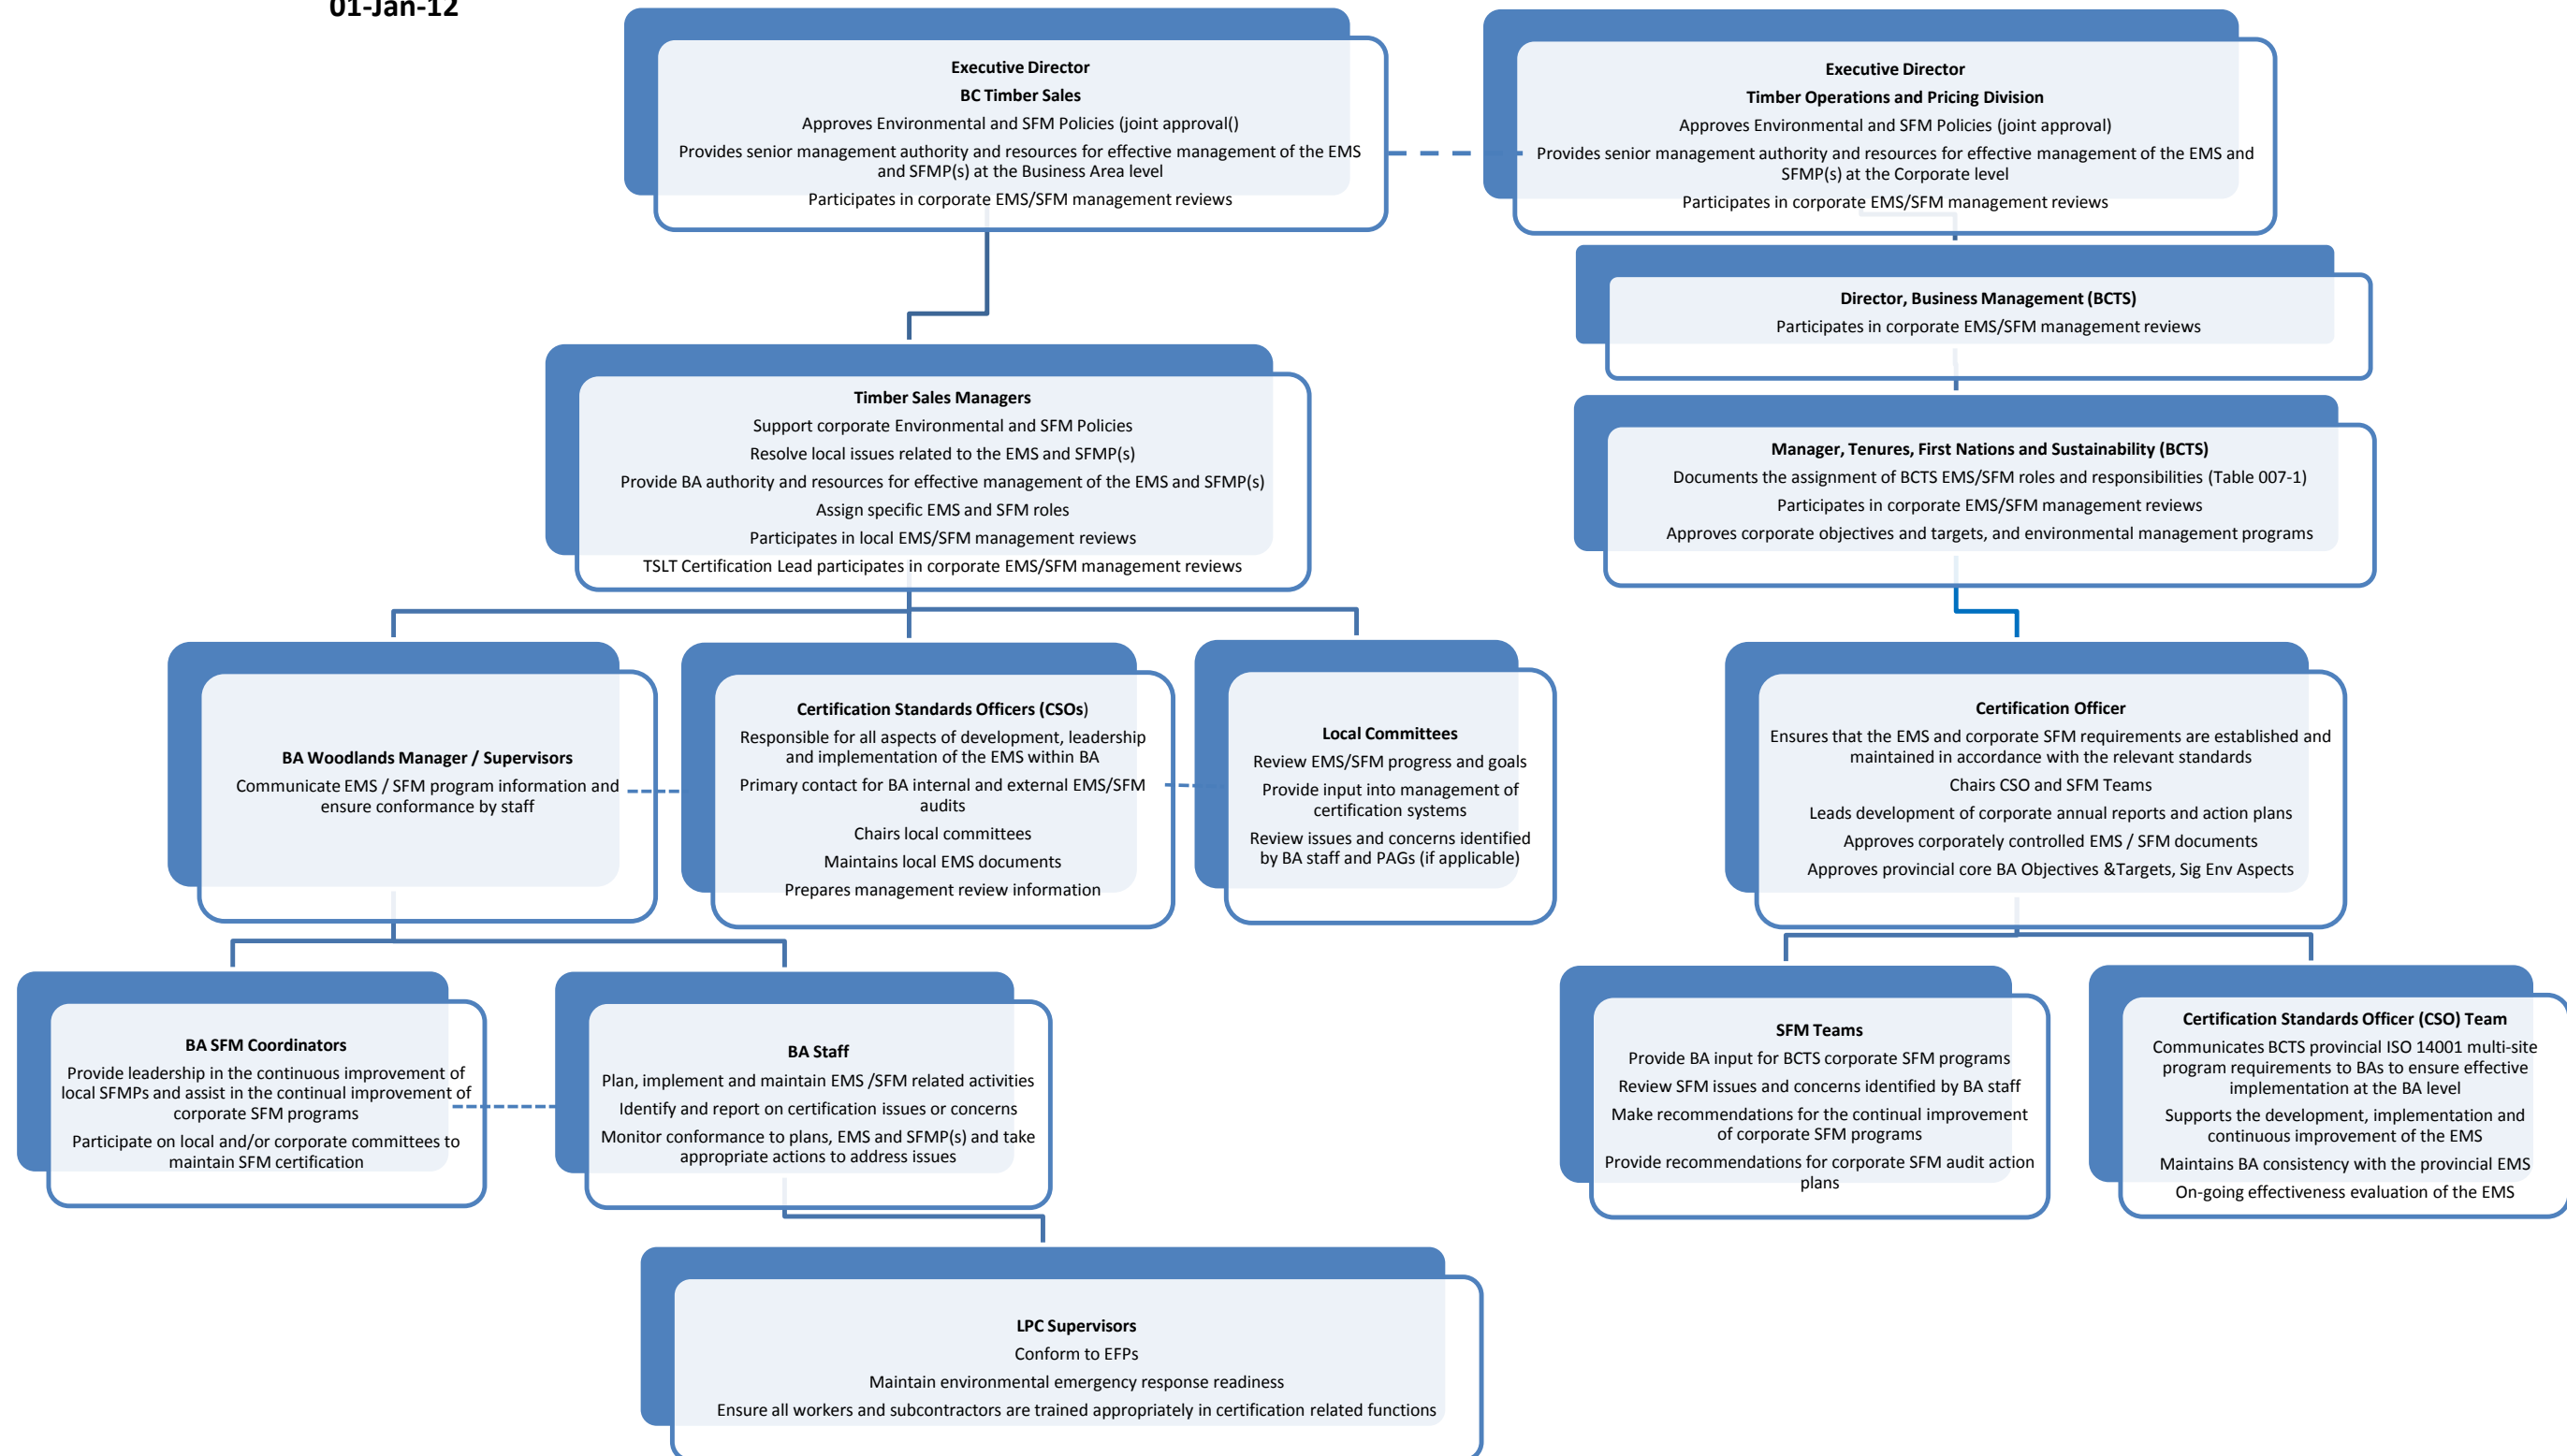 01-Jan-12
Executive Director
BC Timber Sales
Approves Environmental and SFM Policies (joint approval()
Provides senior management authority and resources for effective management of the EMS
and SFMP(s) at the Business Area level
Participates in corporate EMS/SFM management reviews
Executive Director
Timber Operations and Pricing Division
Approves Environmental and SFM Policies (joint approval)
Provides senior management authority and resources for effective management of the EMS and
SFMP(s) at the Corporate level
Participates in corporate EMS/SFM management reviews
Director, Business Management (BCTS)
Participates in corporate EMS/SFM management reviews
Timber Sales Managers
Support corporate Environmental and SFM Policies
Resolve local issues related to the EMS and SFMP(s)
Provide BA authority and resources for effective management of the EMS and SFMP(s)
Assign specific EMS and SFM roles
Participates in local EMS/SFM management reviews
TSLT Certification Lead participates in corporate EMS/SFM management reviews
Manager, Tenures, First Nations and Sustainability (BCTS)
Documents the assignment of BCTS EMS/SFM roles and responsibilities (Table 007-1)
Participates in corporate EMS/SFM management reviews
Approves corporate objectives and targets, and environmental management programs
BA Woodlands Manager / Supervisors
Communicate EMS / SFM program information and
ensure conformance by staff
Certification Standards Officers (CSOs)
Responsible for all aspects of development, leadership
and implementation of the EMS within BA
Primary contact for BA internal and external EMS/SFM
audits
Chairs local committees
Maintains local EMS documents
Prepares management review information
Local Committees
Review EMS/SFM progress and goals
Provide input into management of
certification systems
Review issues and concerns identified
by BA staff and PAGs (if applicable)
Certification Officer
Ensures that the EMS and corporate SFM requirements are established and
maintained in accordance with the relevant standards
Chairs CSO and SFM Teams
Leads development of corporate annual reports and action plans
Approves corporately controlled EMS / SFM documents
Approves provincial core BA Objectives &Targets, Sig Env Aspects
BA SFM Coordinators
Provide leadership in the continuous improvement of
local SFMPs and assist in the continual improvement of
corporate SFM programs
Participate on local and/or corporate committees to
maintain SFM certification
BA Staff
Plan, implement and maintain EMS /SFM related activities
Identify and report on certification issues or concerns
Monitor conformance to plans, EMS and SFMP(s) and take
appropriate actions to address issues
SFM Teams
Provide BA input for BCTS corporate SFM programs
Review SFM issues and concerns identified by BA staff
Make recommendations for the continual improvement
of corporate SFM programs
Provide recommendations for corporate SFM audit action
plans
Certification Standards Officer (CSO) Team
Communicates BCTS provincial ISO 14001 multi-site
program requirements to BAs to ensure effective
implementation at the BA level
Supports the development, implementation and
continuous improvement of the EMS
Maintains BA consistency with the provincial EMS
On-going effectiveness evaluation of the EMS
LPC Supervisors
Conform to EFPs
Maintain environmental emergency response readiness
Ensure all workers and subcontractors are trained appropriately in certification related functions